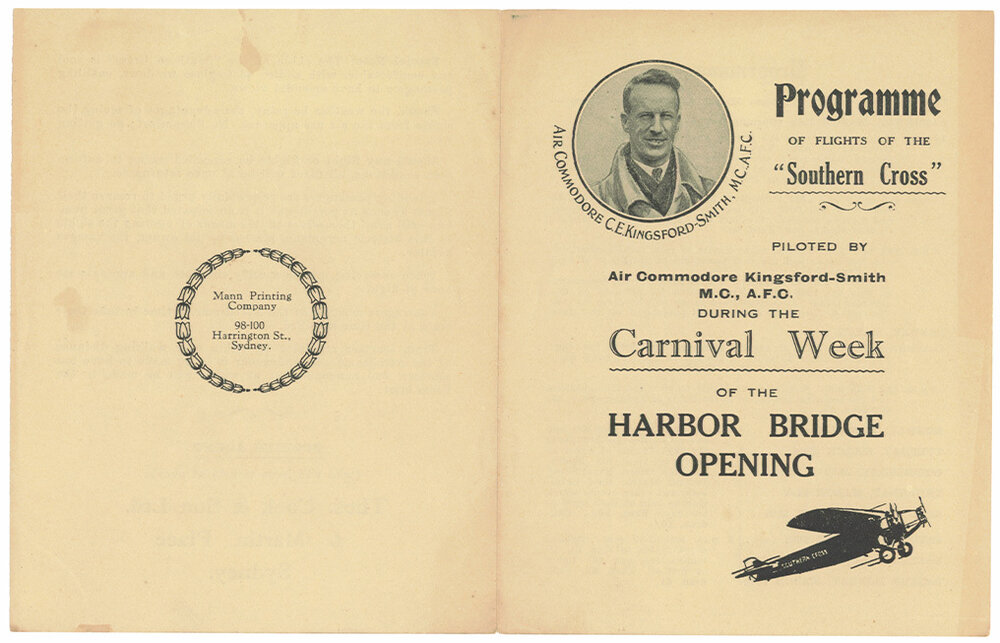 Mann Printing
Company
98-100
Harrington St.,
Sydney.
AIR COMMODORE C.E.KINGSFORD-SMITH, M.C., A.F.C.
Programme
OF FLIGHTS OF THE
"Southern Cross"
PILOTED BY
Air Commodore Kingsford-Smith
M.C., A.F.C.
DURING THE
Carnival Week
OF THE
HARBOR BRIDGE
OPENING
SOUTHERN CROSS